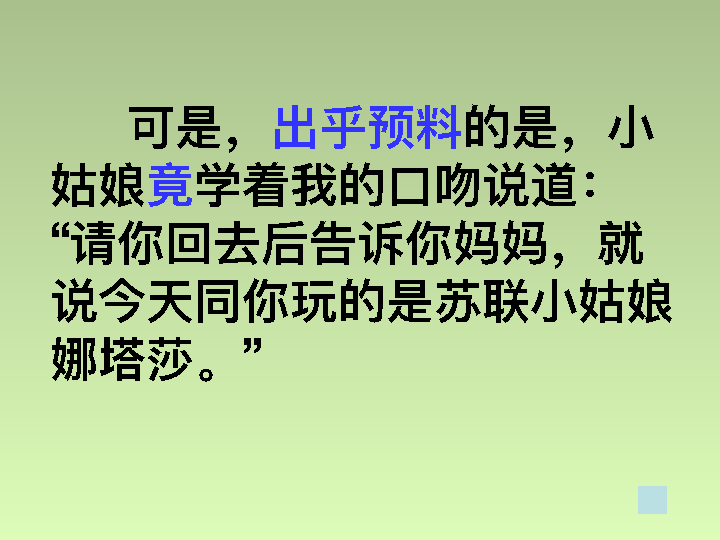 可是，出乎预料的是，小
姑娘竟学着我的口吻说道：
“请你回去后告诉你妈妈，就
说今天同你玩的是苏联小姑娘
娜塔莎。”